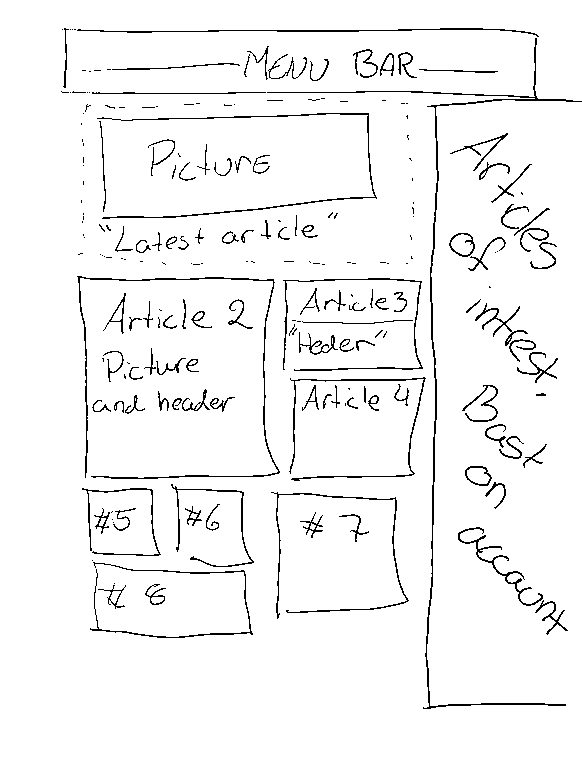 MENU BAR
Picture
"Latest article"
Article 2
Picture
and header
Article 3
"Heder"
Article 4
#5
#6
# 7
# 8
Articles
of
intrest.
Bast
on
account